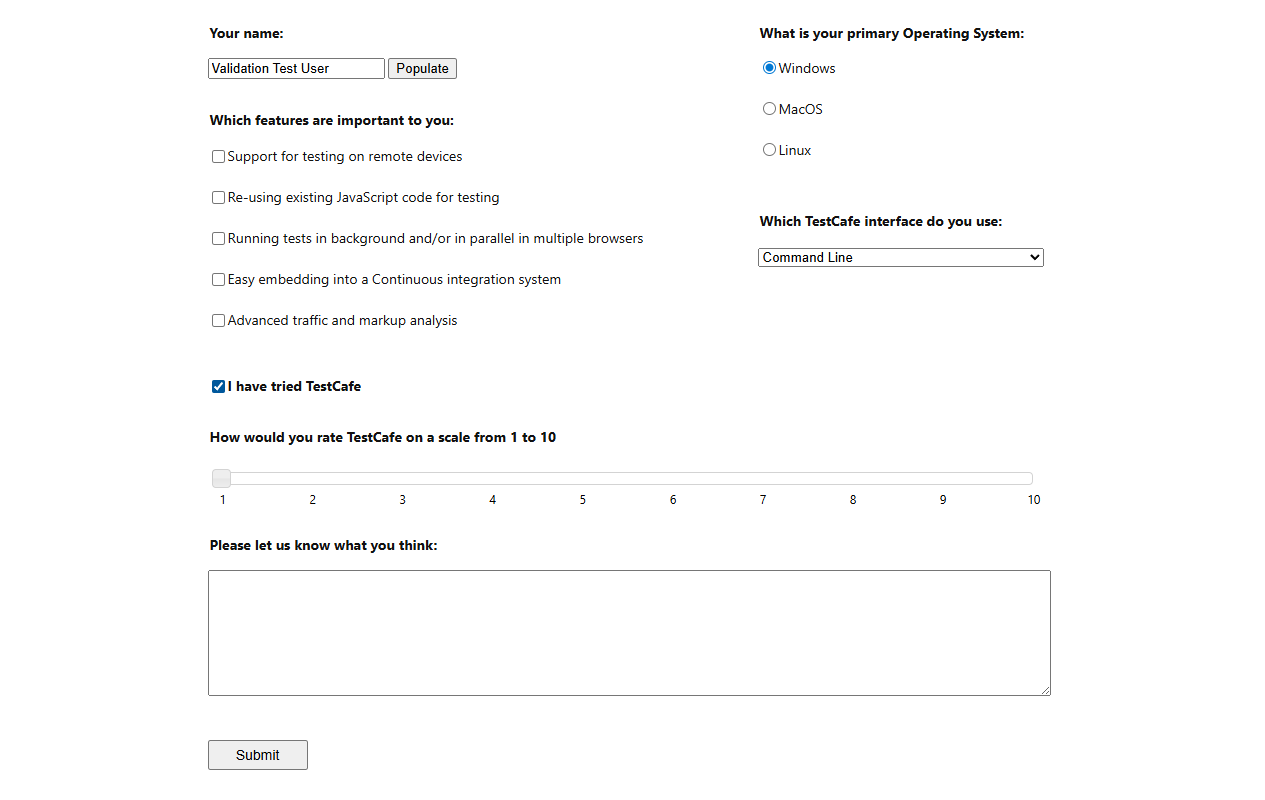 Your name:
Validation Test User
Populate
Which features are important to you:
Support for testing on remote devices
Re-using existing JavaScript code for testing
Running tests in background and/or in parallel in multiple browsers
Easy embedding into a Continuous integration system
Advanced traffic and markup analysis
What is your primary Operating System:
Windows
MacOS
Linux
Which TestCafe interface do you use:
Command Line
I have tried TestCafe
How would you rate TestCafe on a scale from 1 to 10
1 2 3 4 5 6 7 8 9 10
Please let us know what you think:
Submit